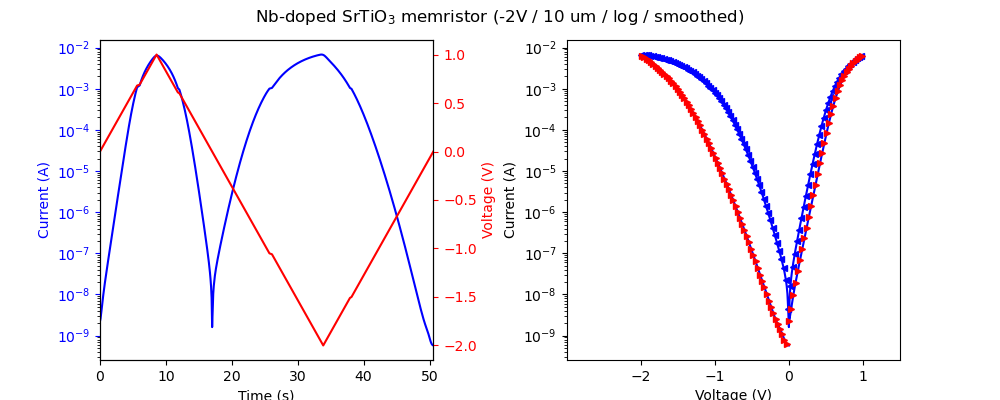 Nb-doped SrTiO₃ memristor (-2V / 10 um / log / smoothed)
Current (A)
10⁻²
10⁻³
10⁻⁴
10⁻⁵
10⁻⁶
10⁻⁷
10⁻⁸
10⁻⁹
0 10 20 30 40 50
Time (s)
1.0
0.5
0.0
−0.5
−1.0
−1.5
−2.0
Voltage (V)
Current (A)
10⁻²
10⁻³
10⁻⁴
10⁻⁵
10⁻⁶
10⁻⁷
10⁻⁸
10⁻⁹
−2 −1 0 1
Voltage (V)